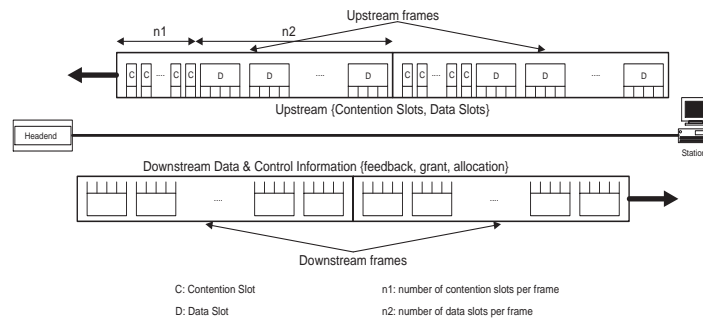 Upstream frames
n1 n2
C C .... C C D D .... D C C .... C C D D .... D
Upstream {Contention Slots, Data Slots}
Headend
Station
Downstream Data & Control Information {feedback, grant, allocation}
.... ....
Downstream frames
C: Contention Slot n1: number of contention slots per frame
D: Data Slot n2: number of data slots per frame